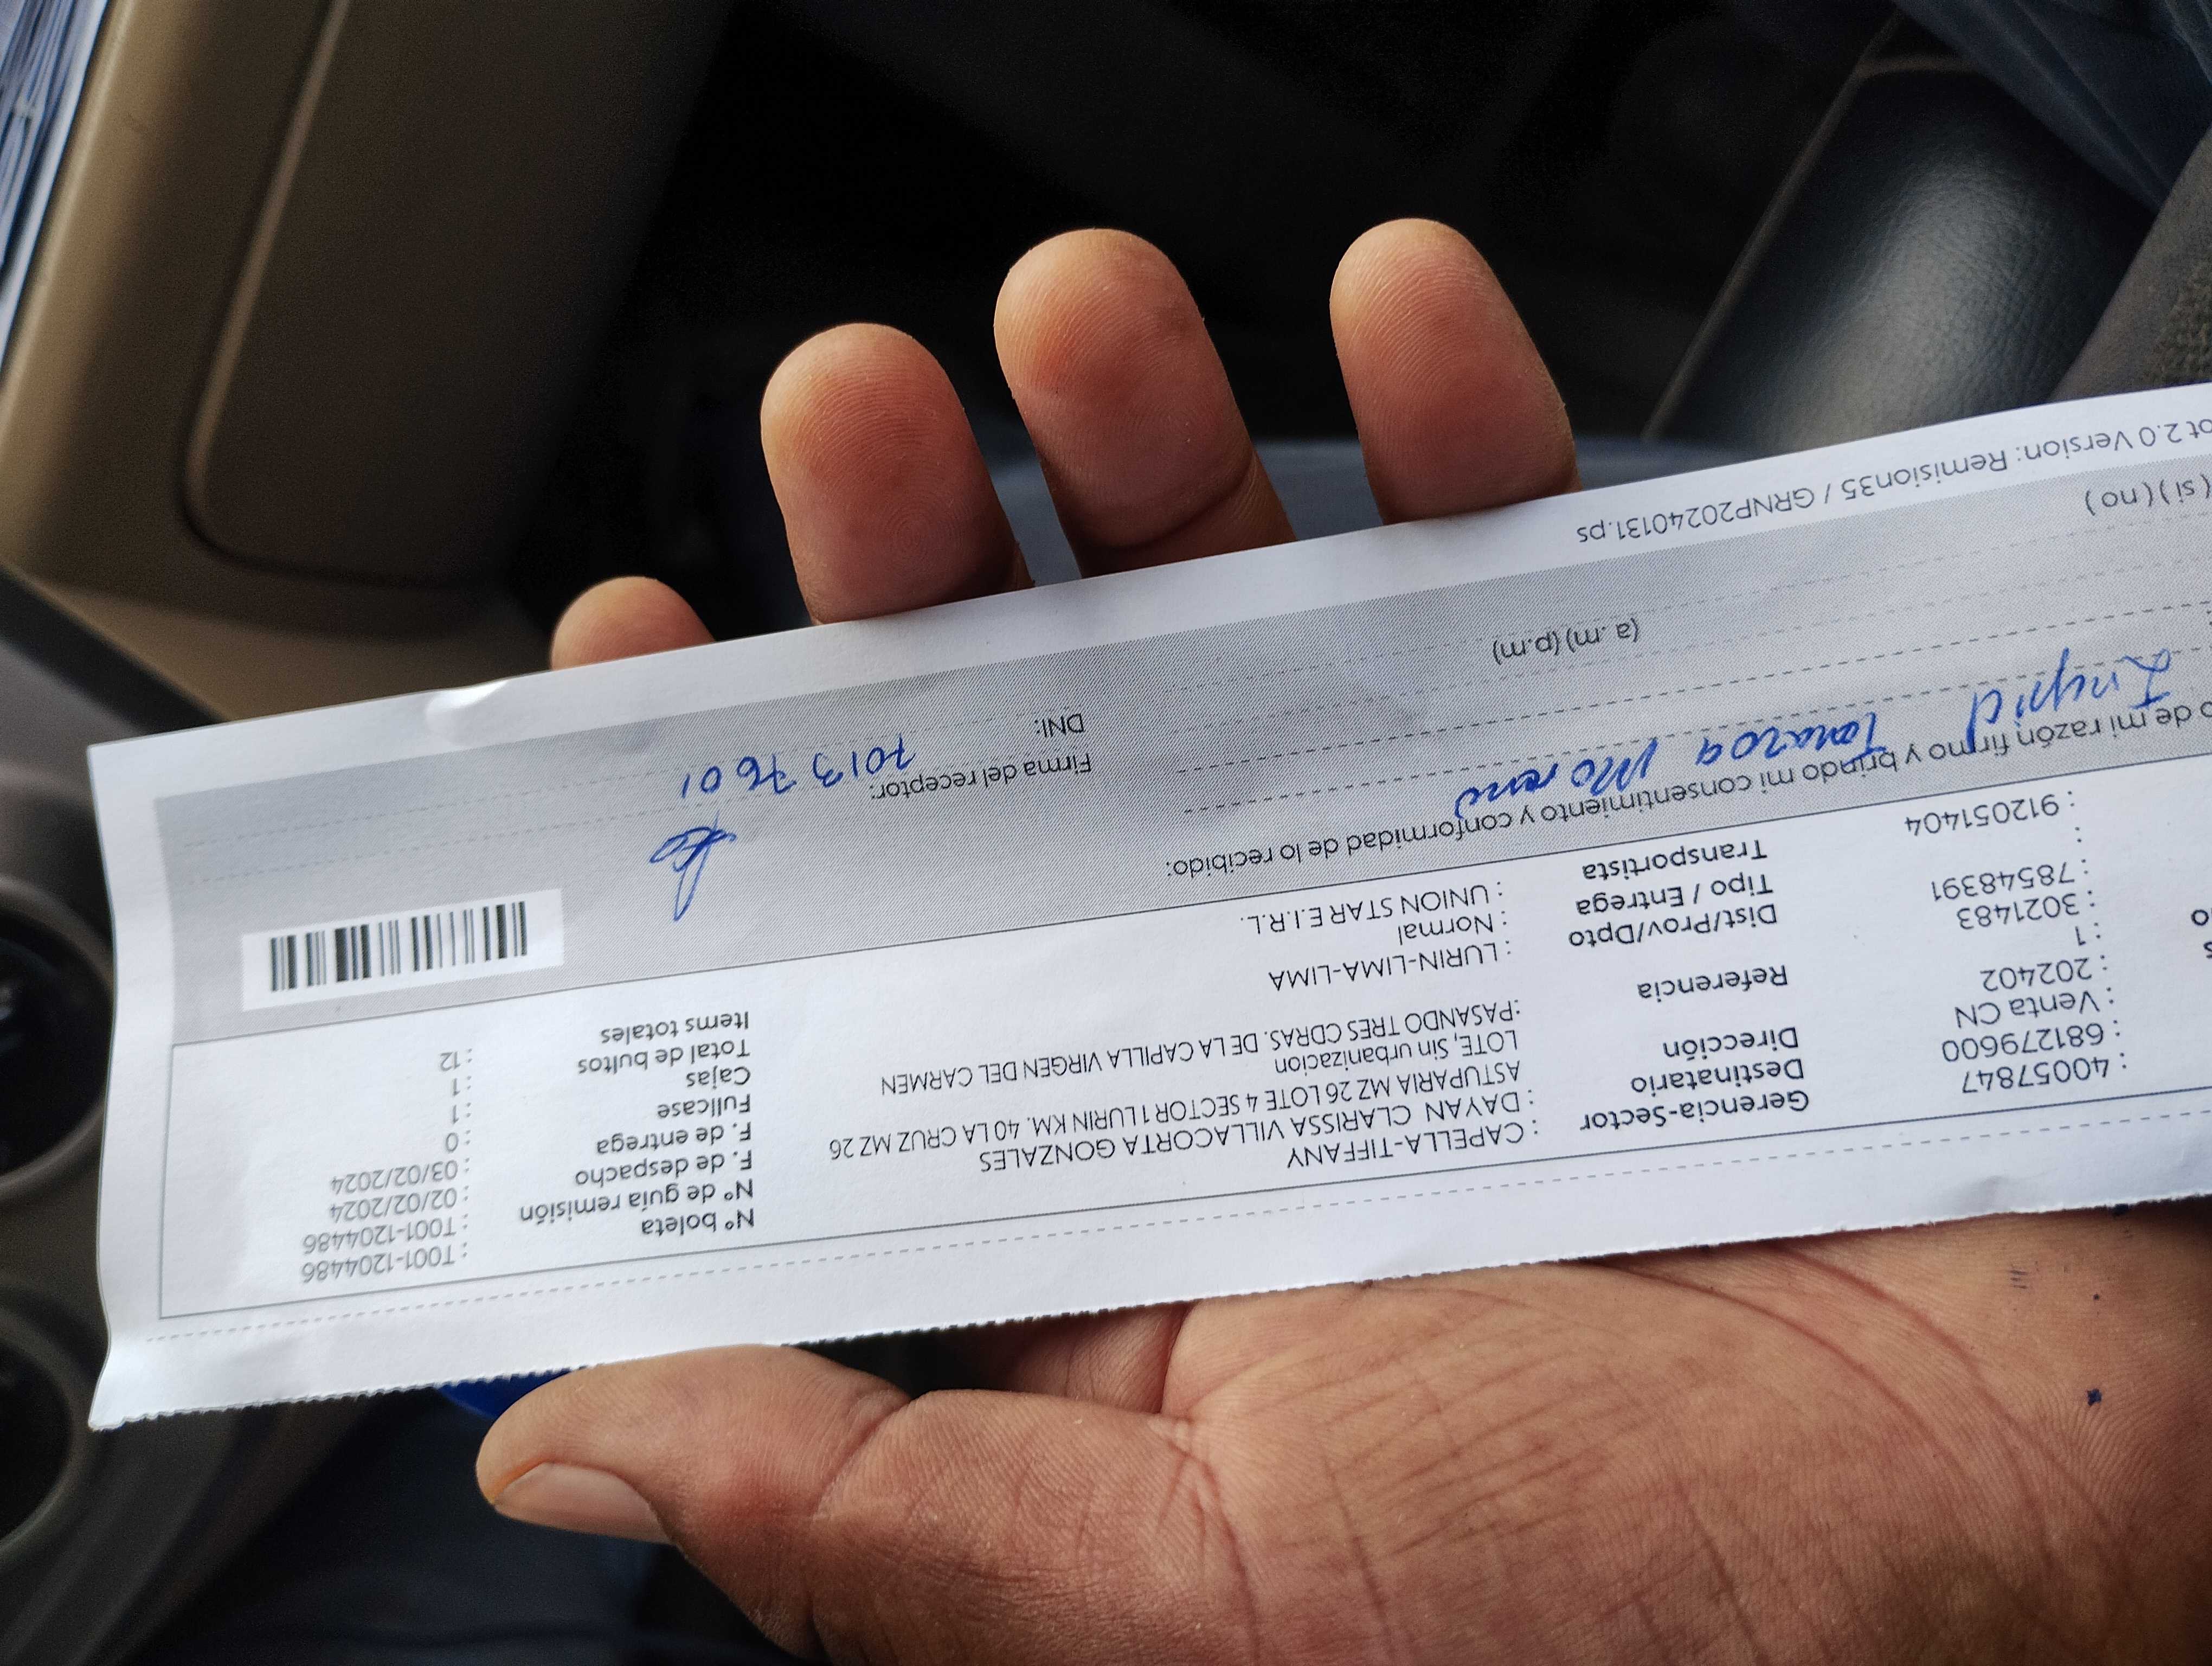 : 40057847
: 681279600
: Venta CN
: 202402
: 1
: 3021483
: 78548391
:
: 912051404
Gerencia-Sector : CAPELLA-TIFFANY
Destinatario : DAYAN CLARISSA VILLACORTA GONZALES
Dirección : ASTUPARIA MZ 26 LOTE 4 SECTOR 1 LURIN KM. 40 LA CRUZ MZ 26
LOTE, Sin urbanizacion
Referencia :PASANDO TRES CDRAS. DE LA CAPILLA VIRGEN DEL CARMEN
Dist/Prov/Dpto : LURIN-LIMA-LIMA
Tipo / Entrega : Normal
Transportista : UNION STAR E.I.R.L.
Nº boleta : T001-1204486
Nº de guía remisión : T001-1204486
F. de despacho : 02/02/2024
F. de entrega : 03/02/2024
Fullcase : 0
Cajas : 1
Total de bultos : 1
Items totales : 12
o de mi razón firmo y brindo mi consentimiento y conformidad de lo recibido:
Ingrid Tarazoa Moreno
Firma del receptor:
DNI: 70137601
(a.m) (p.m)
( si ) ( no )
ot 2.0 Version: Remision35 / GRNP20240131.ps